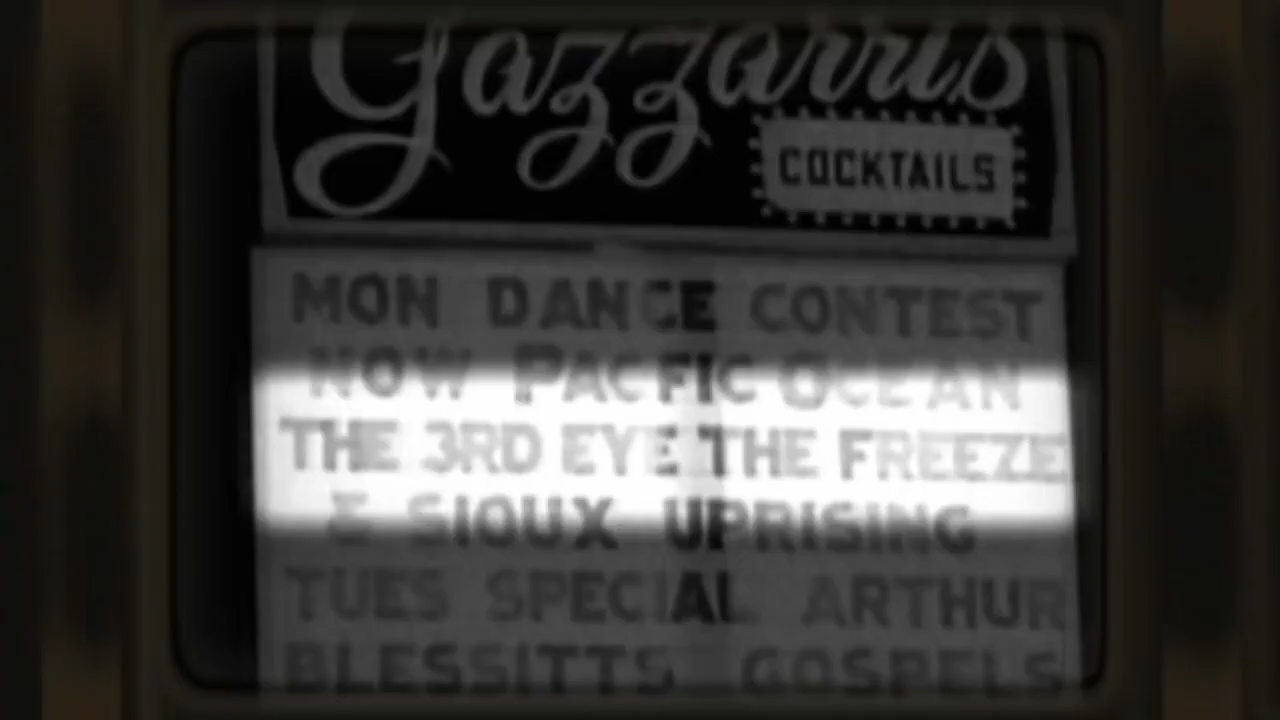 Gazzarris
COCKTAILS
MON DANCE CONTEST
NOW PACFIC OCEAN
THE 3RD EYE THE FREEZE
& SIOUX UPRISING
TUES SPECIAL ARTHUR
BLESSITTS GOSPELS